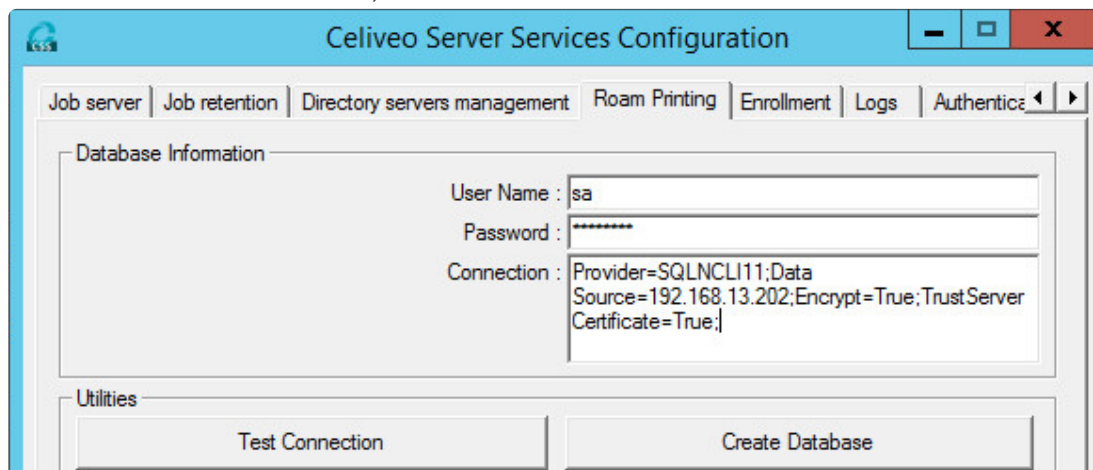 CSS
Celiveo Server Services Configuration
Job server
Job retention
Directory servers management
Roam Printing
Enrollment
Logs
Authentica
Database Information
User Name :
sa
Password :
********
Connection :
Provider=SQLNCLI11;Data
Source=192.168.13.202;Encrypt=True;TrustServer
Certificate=True;
Utilities
Test Connection
Create Database